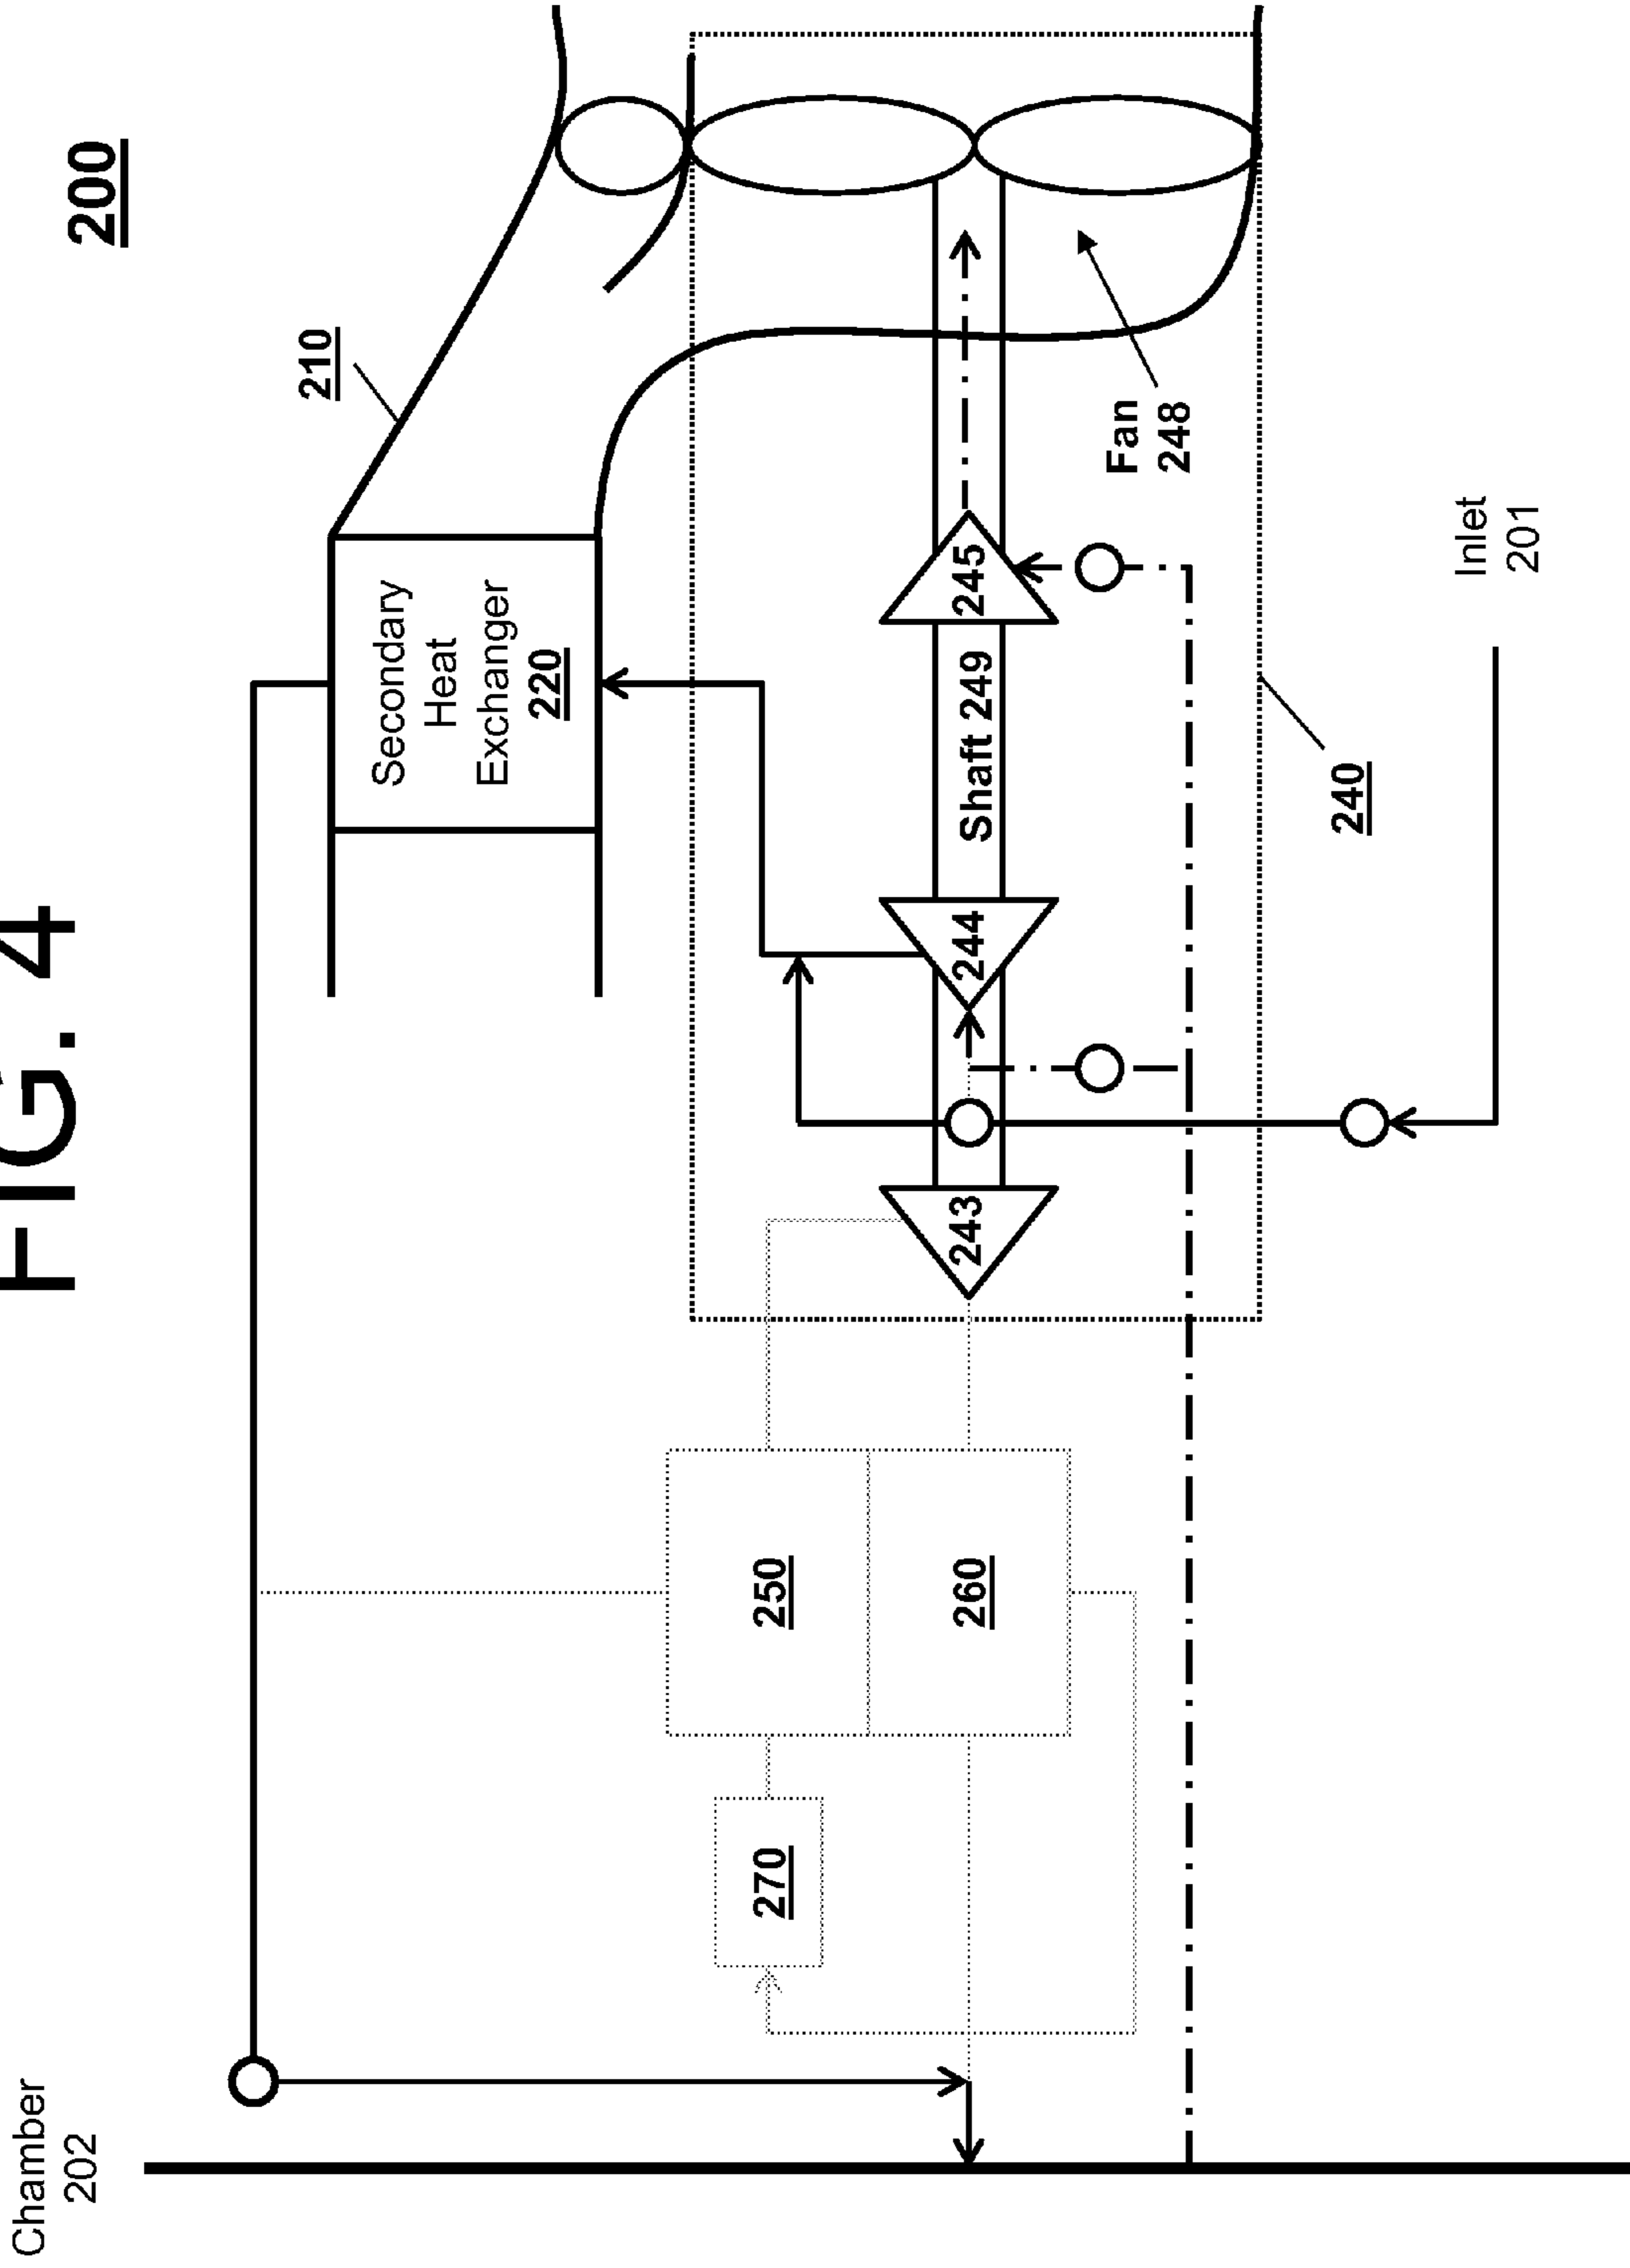 FIG. 4
200
210
Secondary
Heat
Exchanger
220
Chamber
202
270
250
260
243
244
Shaft 249
245
Fan
248
240
Inlet
201